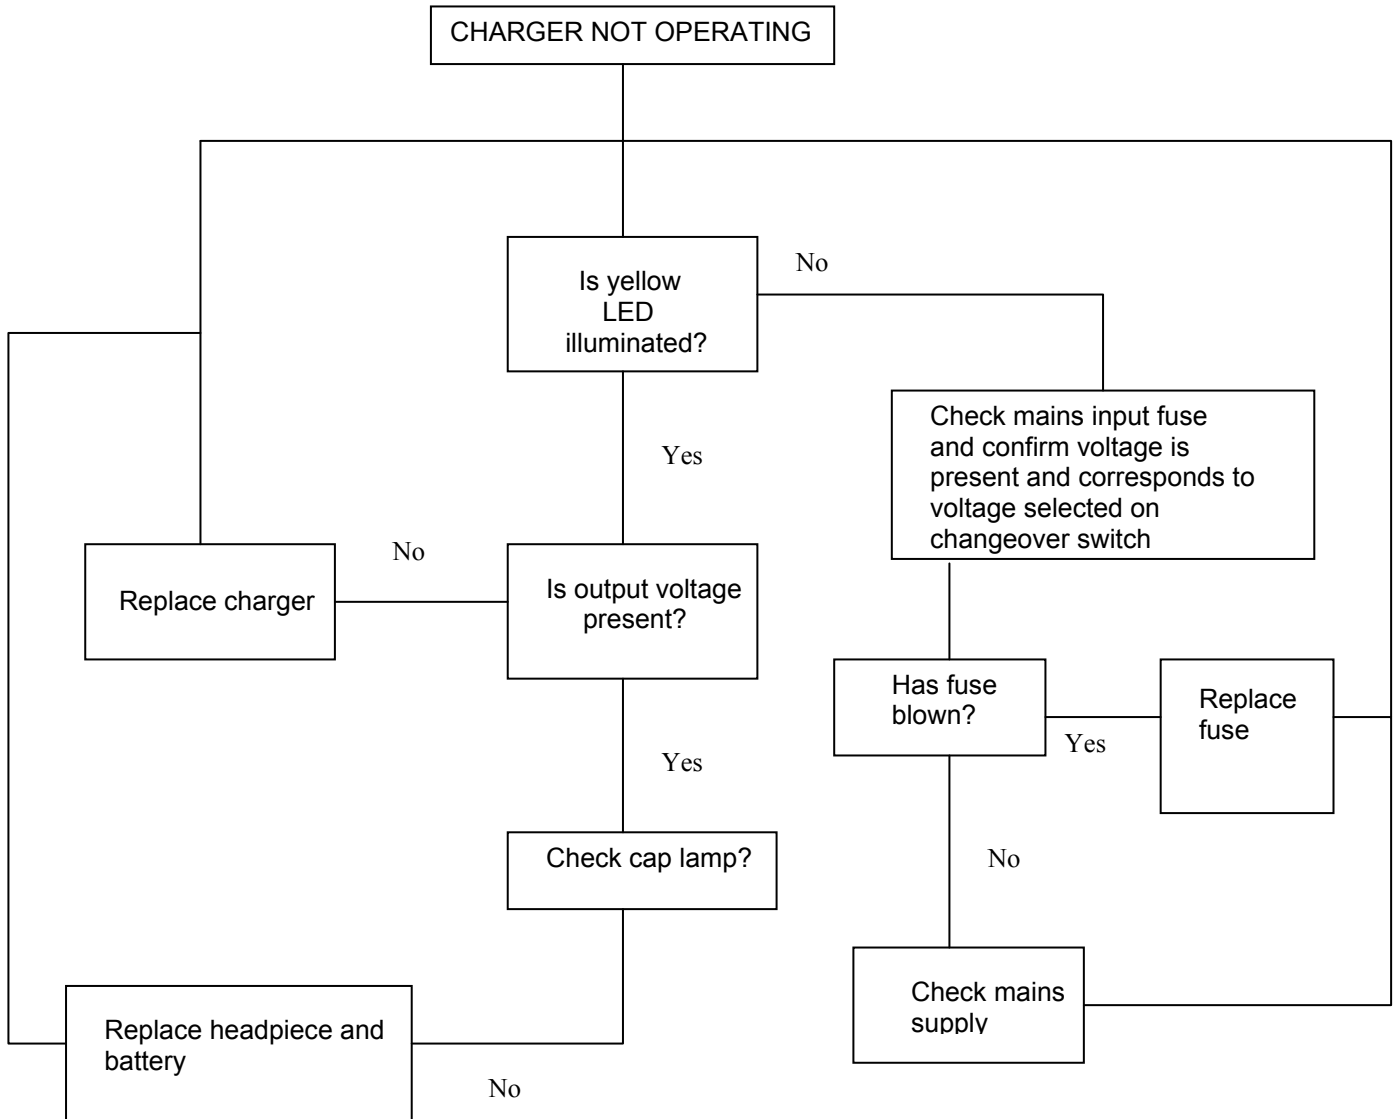 CHARGER NOT OPERATING
Is yellow
LED
illuminated?
No
Yes
Check mains input fuse
and confirm voltage is
present and corresponds to
voltage selected on
changeover switch
Replace charger
No
Is output voltage
present?
Has fuse
blown?
Yes
Replace
fuse
Yes
Check cap lamp?
No
Check mains
supply
Replace headpiece and
battery
No